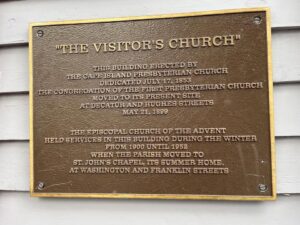 "THE VISITOR'S CHURCH"
THIS BUILDING ERECTED BY
THE CAPE ISLAND PRESBYTERIAN CHURCH
DEDICATED JULY 17, 1853
THE CONGREGATION OF THE FIRST PRESBYTERIAN CHURCH
MOVED TO ITS PRESENT SITE
AT DECATUR AND HUGHES STREETS
MAY 21, 1899
THE EPISCOPAL CHURCH OF THE ADVENT
HELD SERVICES IN THIS BUILDING DURING THE WINTER
FROM 1900 UNTIL 1952
WHEN THE PARISH MOVED TO
ST. JOHN'S CHAPEL, ITS SUMMER HOME,
AT WASHINGTON AND FRANKLIN STREETS